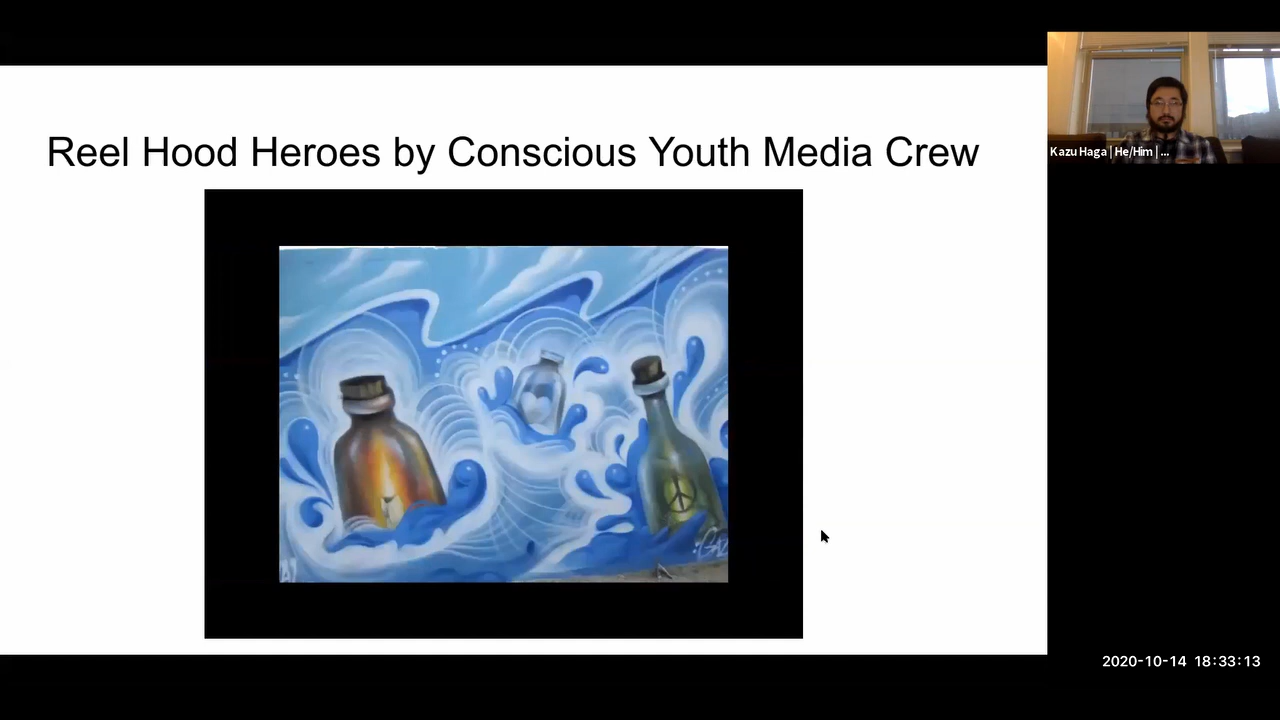 Reel Hood Heroes by Conscious Youth Media Crew
Kazu Haga | He/Him | ...
2020-10-14 18:33:13